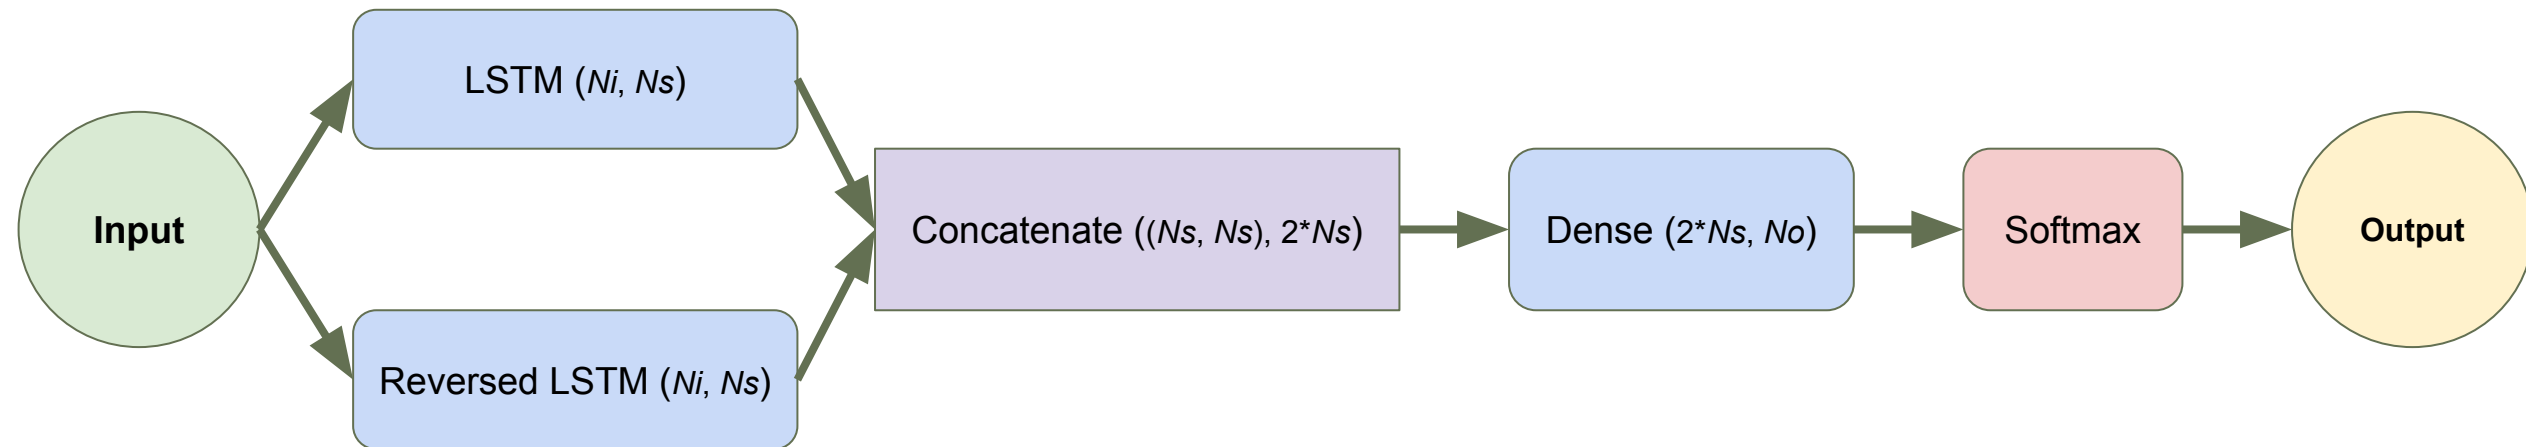 Input
LSTM (Ni, Ns)
Reversed LSTM (Ni, Ns)
Concatenate ((Ns, Ns), 2*Ns)
Dense (2*Ns, No)
Softmax
Output